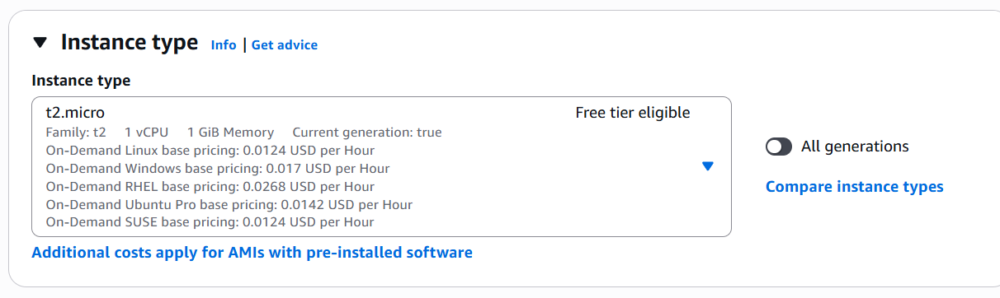 Instance type Info | Get advice
Instance type
t2.micro Free tier eligible
Family: t2 1 vCPU 1 GiB Memory Current generation: true
On-Demand Linux base pricing: 0.0124 USD per Hour
On-Demand Windows base pricing: 0.017 USD per Hour
On-Demand RHEL base pricing: 0.0268 USD per Hour
On-Demand Ubuntu Pro base pricing: 0.0142 USD per Hour
On-Demand SUSE base pricing: 0.0124 USD per Hour
All generations
Compare instance types
Additional costs apply for AMIs with pre-installed software